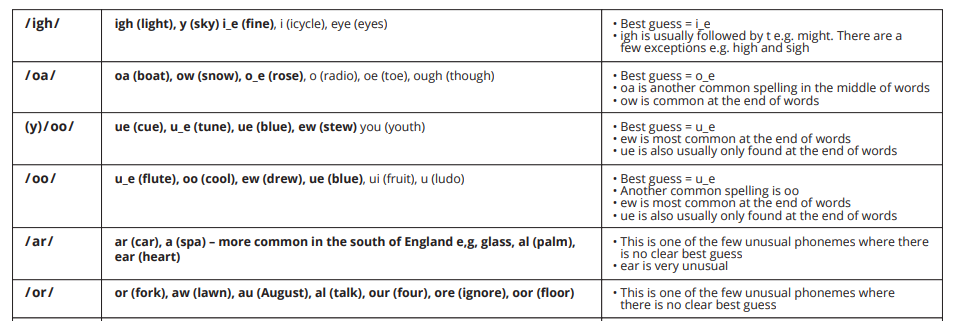 /igh/
igh (light), y (sky) i_e (fine), i (icycle), eye (eyes)
• Best guess = i_e
• igh is usually followed by t e.g. might. There are a
few exceptions e.g. high and sigh
/oa/
oa (boat), ow (snow), o_e (rose), o (radio), oe (toe), ough (though)
• Best guess = o_e
• oa is another common spelling in the middle of words
• ow is common at the end of words
(y)/oo/
ue (cue), u_e (tune), ue (blue), ew (stew) you (youth)
• Best guess = u_e
• ew is most common at the end of words
• ue is also usually only found at the end of words
/oo/
u_e (flute), oo (cool), ew (drew), ue (blue), ui (fruit), u (ludo)
• Best guess = u_e
• Another common spelling is oo
• ew is most common at the end of words
• ue is also usually only found at the end of words
/ar/
ar (car), a (spa) – more common in the south of England e,g, glass, al (palm),
ear (heart)
• This is one of the few unusual phonemes where there
is no clear best guess
• ear is very unusual
/or/
or (fork), aw (lawn), au (August), al (talk), our (four), ore (ignore), oor (floor)
• This is one of the few unusual phonemes where
there is no clear best guess